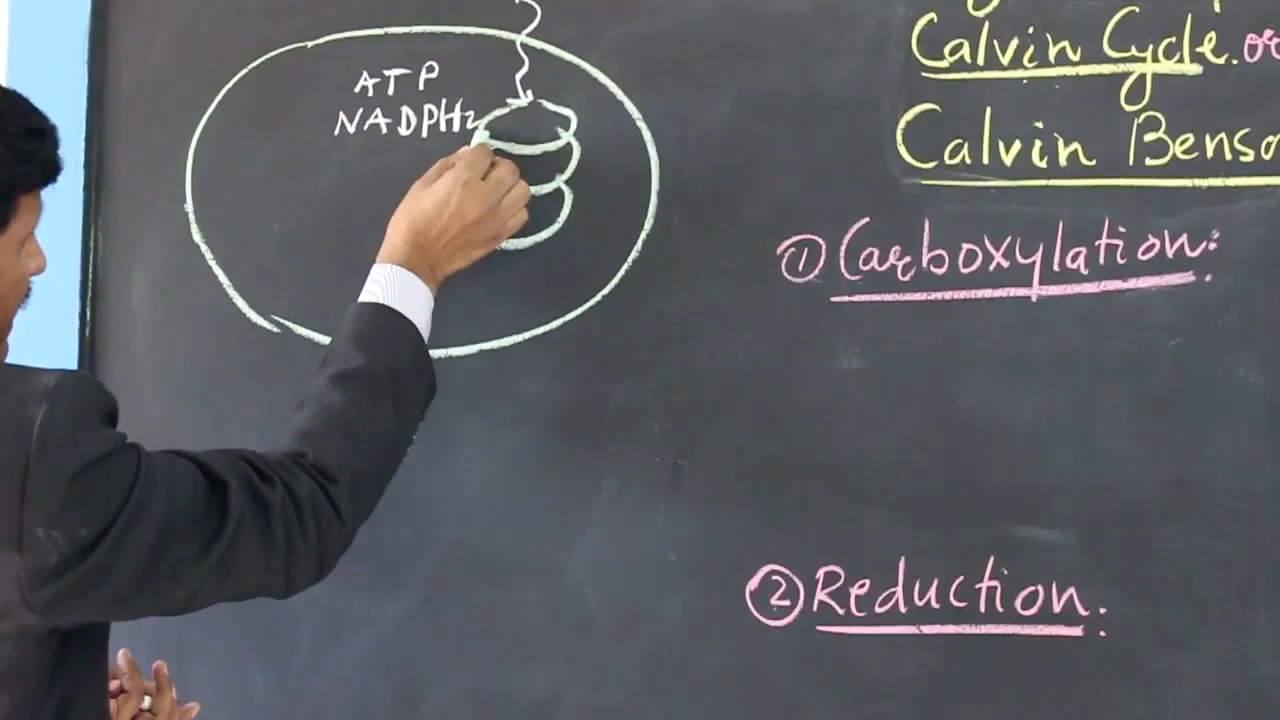 ATP
NADPH2
Calvin Cycle. or
Calvin Benso
① Carboxylation:
② Reduction: